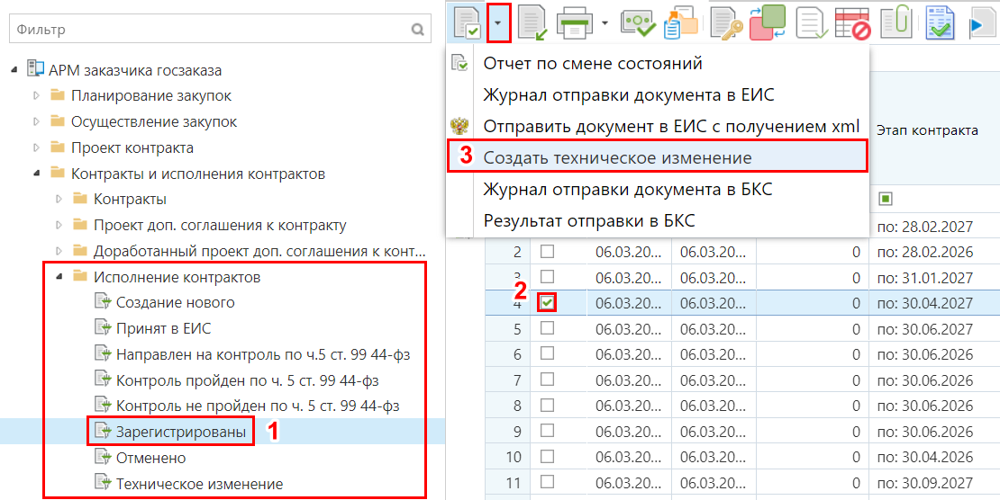 Фильтр
АРМ заказчика госзаказа
Планирование закупок
Осуществление закупок
Проект контракта
Контракты и исполнения контрактов
Контракты
Проект доп. соглашения к контракту
Доработанный проект доп. соглашения к конт...
Исполнение контрактов
Создание нового
Принят в ЕИС
Направлен на контроль по ч.5 ст. 99 44-фз
Контроль пройден по ч. 5 ст. 99 44-фз
Контроль не пройден по ч. 5 ст. 99 44-фз
Зарегистрированы 1
Отменено
Техническое изменение
Отчет по смене состояний
Журнал отправки документа в ЕИС
Отправить документ в ЕИС с получением xml
3 Создать техническое изменение
Журнал отправки документа в БКС
Результат отправки в БКС
Этап контракта
по: 28.02.2027
2 06.03.20... 06.03.20... 0 по: 28.02.2026
3 06.03.20... 06.03.20... 0 по: 31.01.2027
2
4 06.03.20... 06.03.20... 0 по: 30.04.2027
5 06.03.20... 06.03.20... 0 по: 30.06.2027
6 06.03.20... 06.03.20... 0 по: 30.06.2026
7 06.03.20... 06.03.20... 0 по: 30.06.2027
8 06.03.20... 06.03.20... 0 по: 30.06.2026
9 06.03.20... 06.03.20... 0 по: 30.06.2026
10 06.03.20... 06.03.20... 0 по: 30.04.2026
11 06.03.20... 06.03.20... 0 по: 30.09.2027